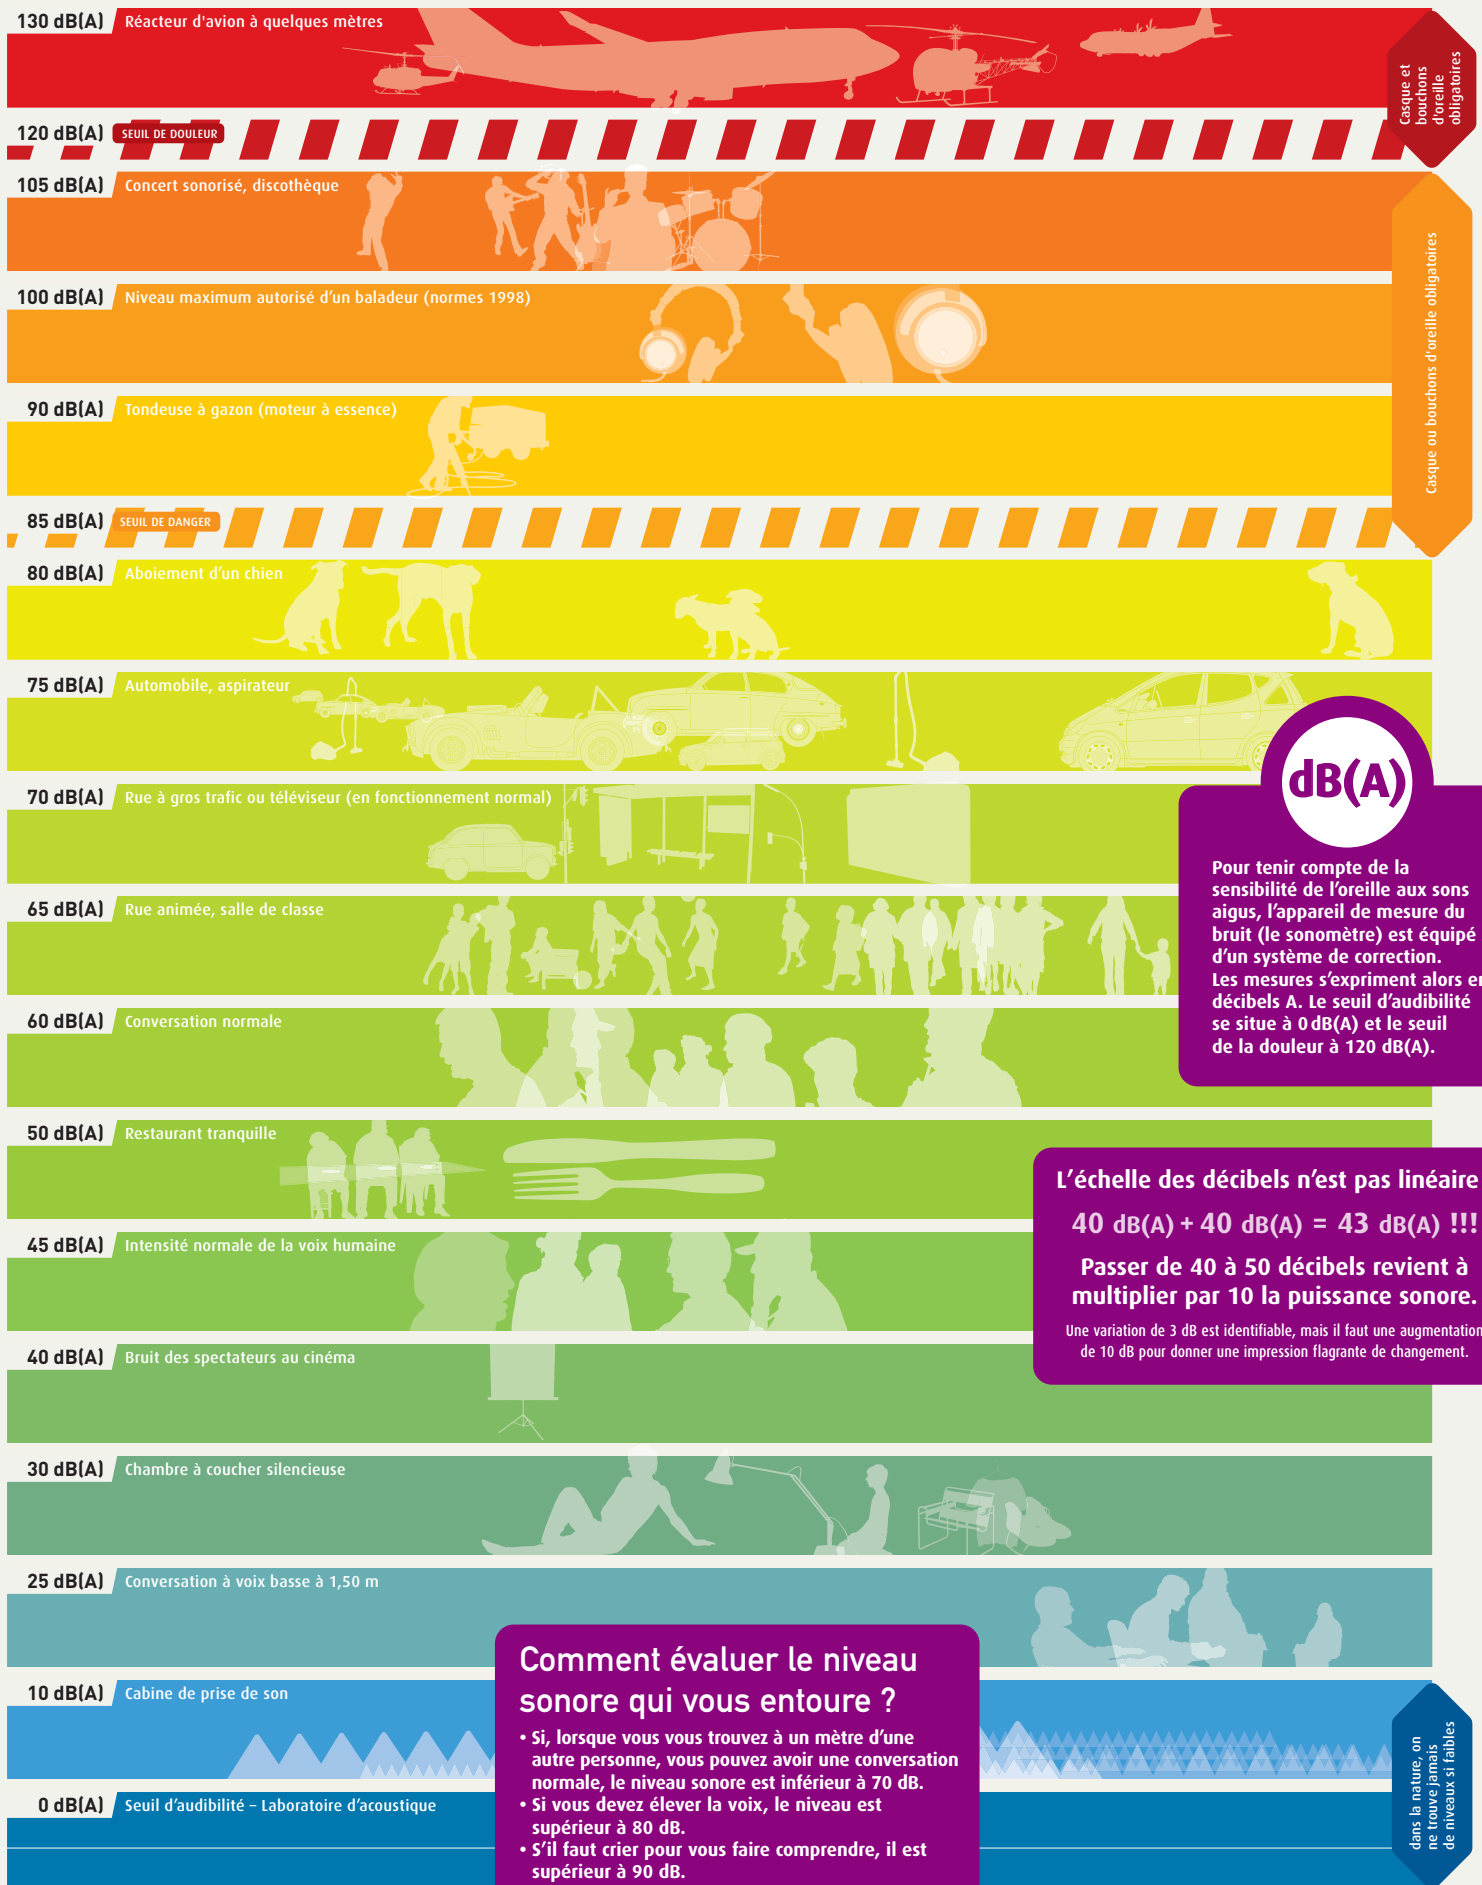 130 dB(A) Réacteur d'avion à quelques mètres
Casque et
bouchons
d'oreille
obligatoires
120 dB(A) SEUIL DE DOULEUR
105 dB(A) Concert sonorisé, discothèque
100 dB(A) Niveau maximum autorisé d'un baladeur (normes 1998)
Casque ou bouchons d'oreille obligatoires
90 dB(A) Tondeuse à gazon (moteur à essence)
85 dB(A) SEUIL DE DANGER
80 dB(A) Aboiement d'un chien
75 dB(A) Automobile, aspirateur
70 dB(A) Rue à gros trafic ou téléviseur (en fonctionnement normal)
65 dB(A) Rue animée, salle de classe
60 dB(A) Conversation normale
dB(A)
Pour tenir compte de la
sensibilité de l'oreille aux sons
aigus, l'appareil de mesure du
bruit (le sonomètre) est équipé
d'un système de correction.
Les mesures s'expriment alors en
décibels A. Le seuil d'audibilité
se situe à 0 dB(A) et le seuil
de la douleur à 120 dB(A).
50 dB(A) Restaurant tranquille
45 dB(A) Intensité normale de la voix humaine
40 dB(A) Bruit des spectateurs au cinéma
L'échelle des décibels n'est pas linéaire
40 dB(A) + 40 dB(A) = 43 dB(A) !!!
Passer de 40 à 50 décibels revient à
multiplier par 10 la puissance sonore.
Une variation de 3 dB est identifiable, mais il faut une augmentation
de 10 dB pour donner une impression flagrante de changement.
30 dB(A) Chambre à coucher silencieuse
25 dB(A) Conversation à voix basse à 1,50 m
10 dB(A) Cabine de prise de son
0 dB(A) Seuil d'audibilité – Laboratoire d'acoustique
Comment évaluer le niveau
sonore qui vous entoure ?
• Si, lorsque vous vous trouvez à un mètre d'une
autre personne, vous pouvez avoir une conversation
normale, le niveau sonore est inférieur à 70 dB.
• Si vous devez élever la voix, le niveau est
supérieur à 80 dB.
• S'il faut crier pour vous faire comprendre, il est
supérieur à 90 dB.
dans la nature, on
ne trouve jamais
de niveaux si faibles